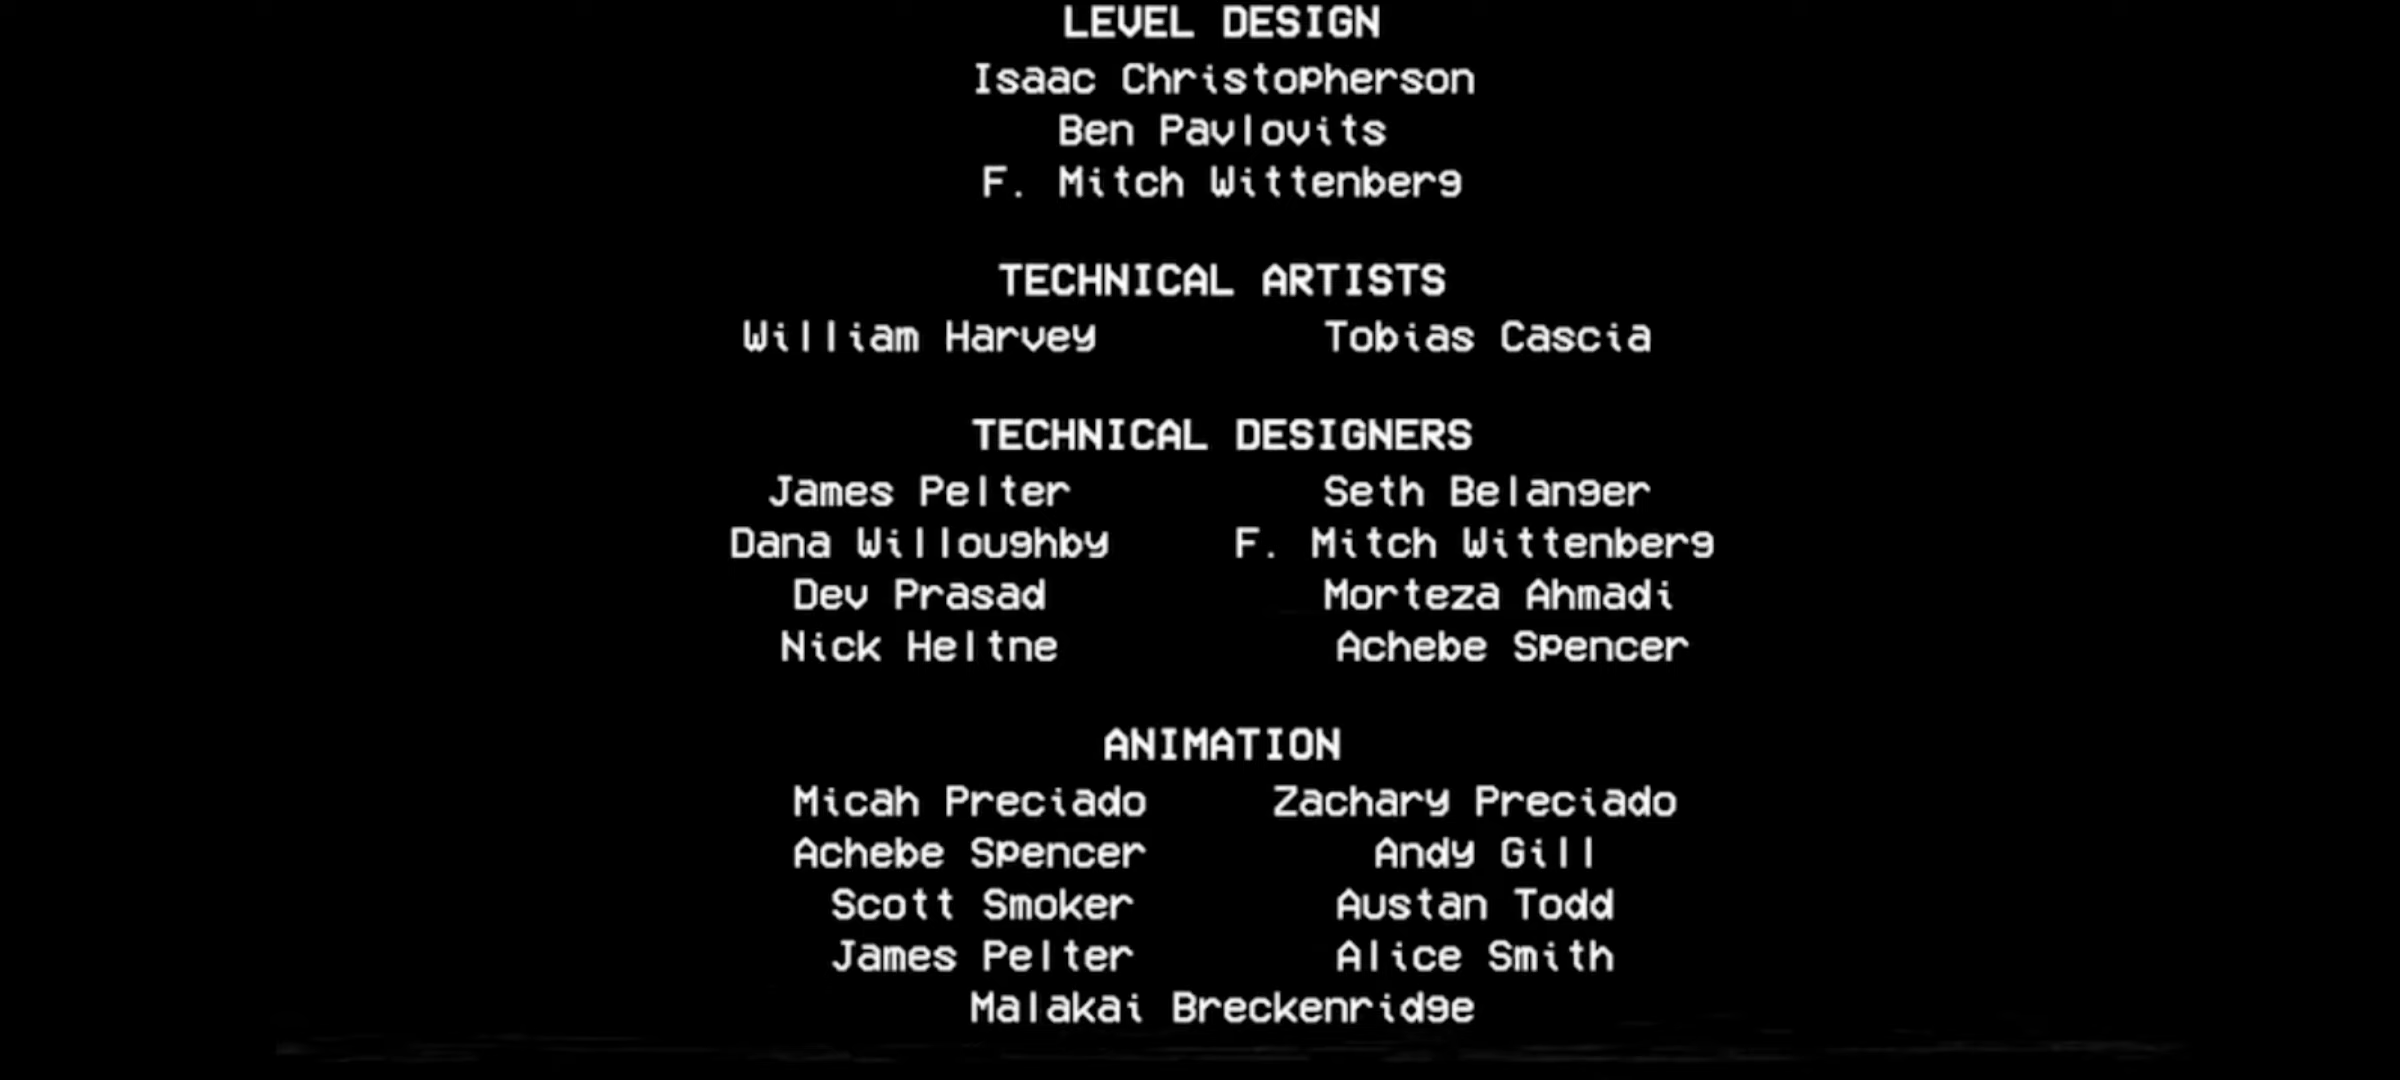 LEVEL DESIGN
Isaac Christopherson
Ben Pavlovits
F. Mitch Wittenberg
TECHNICAL ARTISTS
William Harvey Tobias Cascia
TECHNICAL DESIGNERS
James Pelter Seth Belanger
Dana Willoughby F. Mitch Wittenberg
Dev Prasad Morteza Ahmadi
Nick Heltne Achebe Spencer
ANIMATION
Micah Preciado Zachary Preciado
Achebe Spencer Andy Gill
Scott Smoker Austan Todd
James Pelter Alice Smith
Malakai Breckenridge